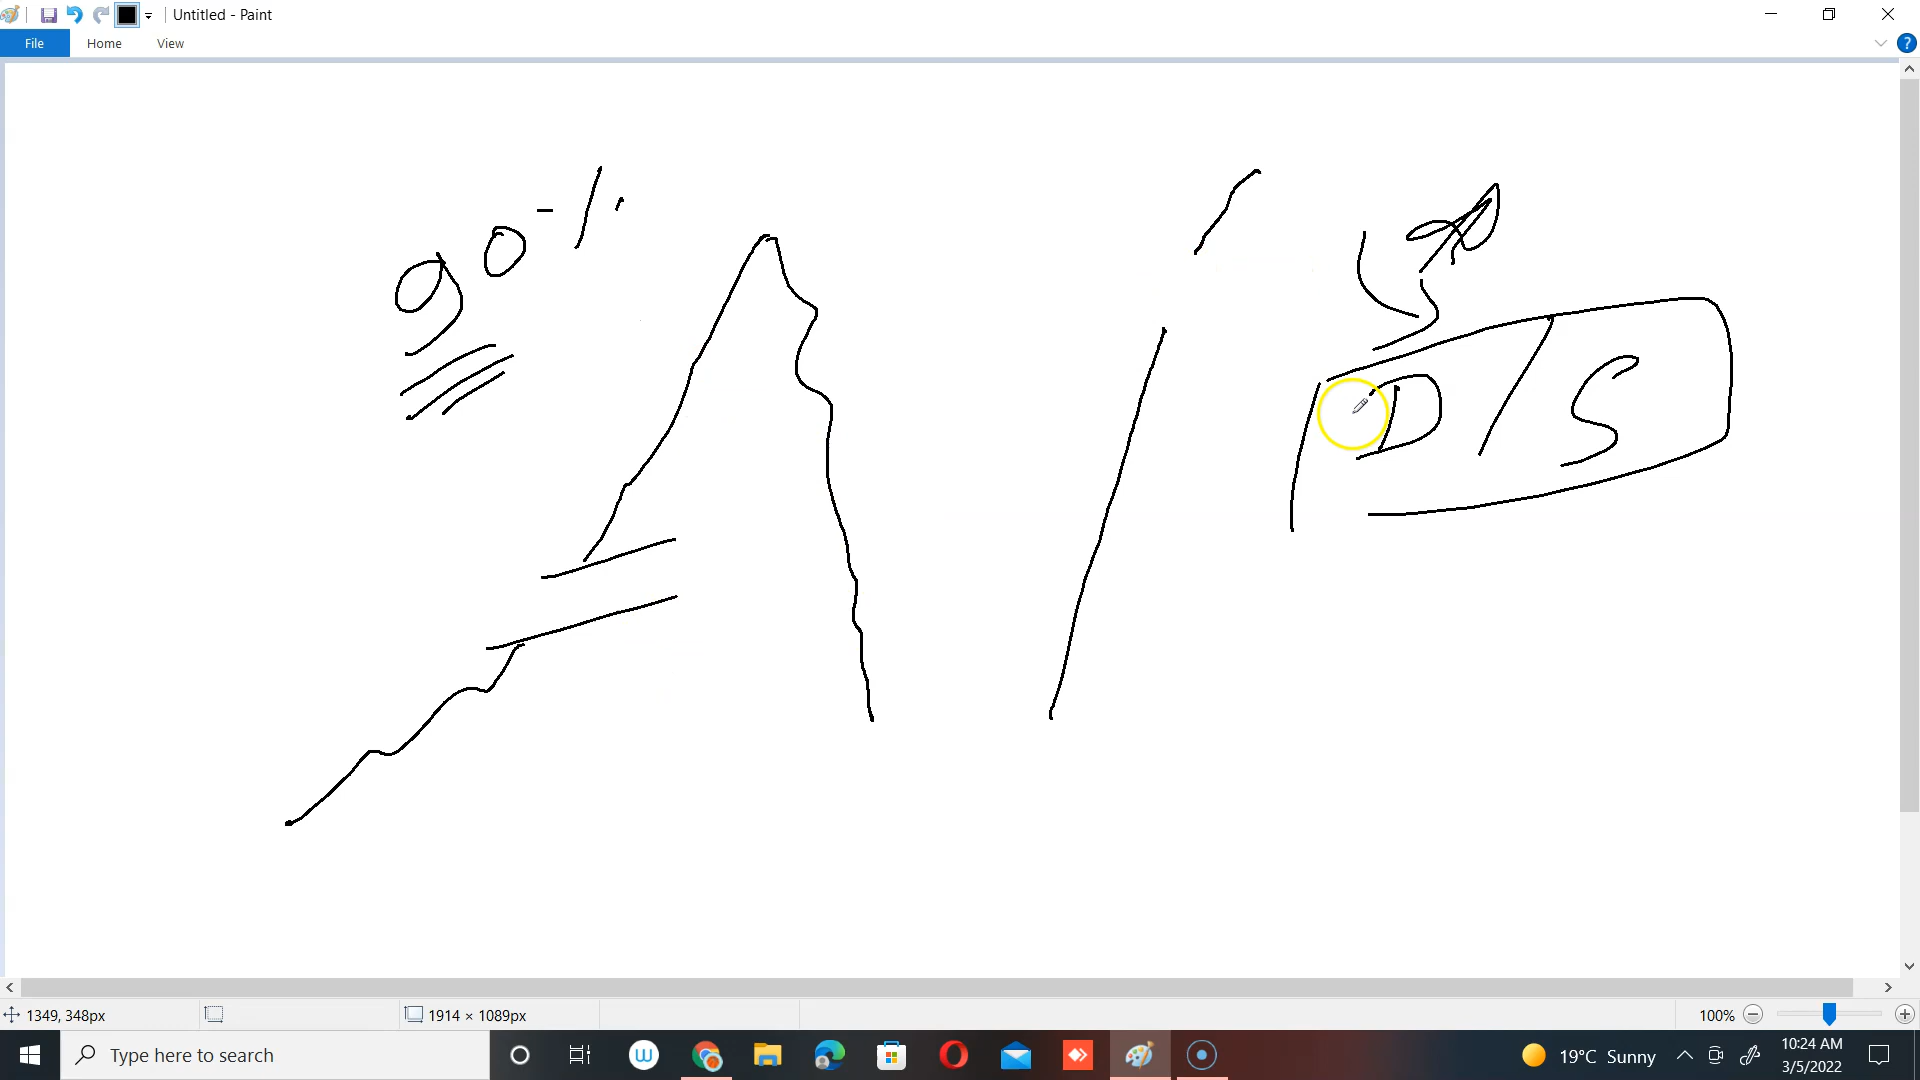 Untitled - Paint
File Home View
90%
D/S
1349, 348px
1914 × 1089px
100%
Type here to search
19°C Sunny
10:24 AM
3/5/2022